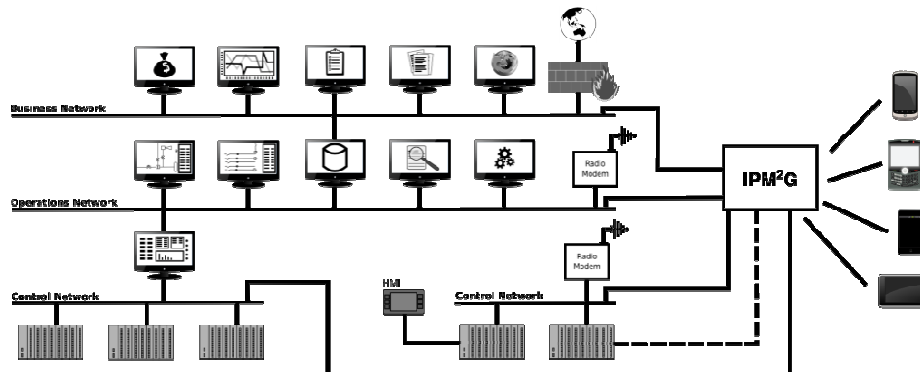 Business Network
Radio
Modem
IPM²G
Operations Network
Radio
Modem
HMI
Control Network
Control Network